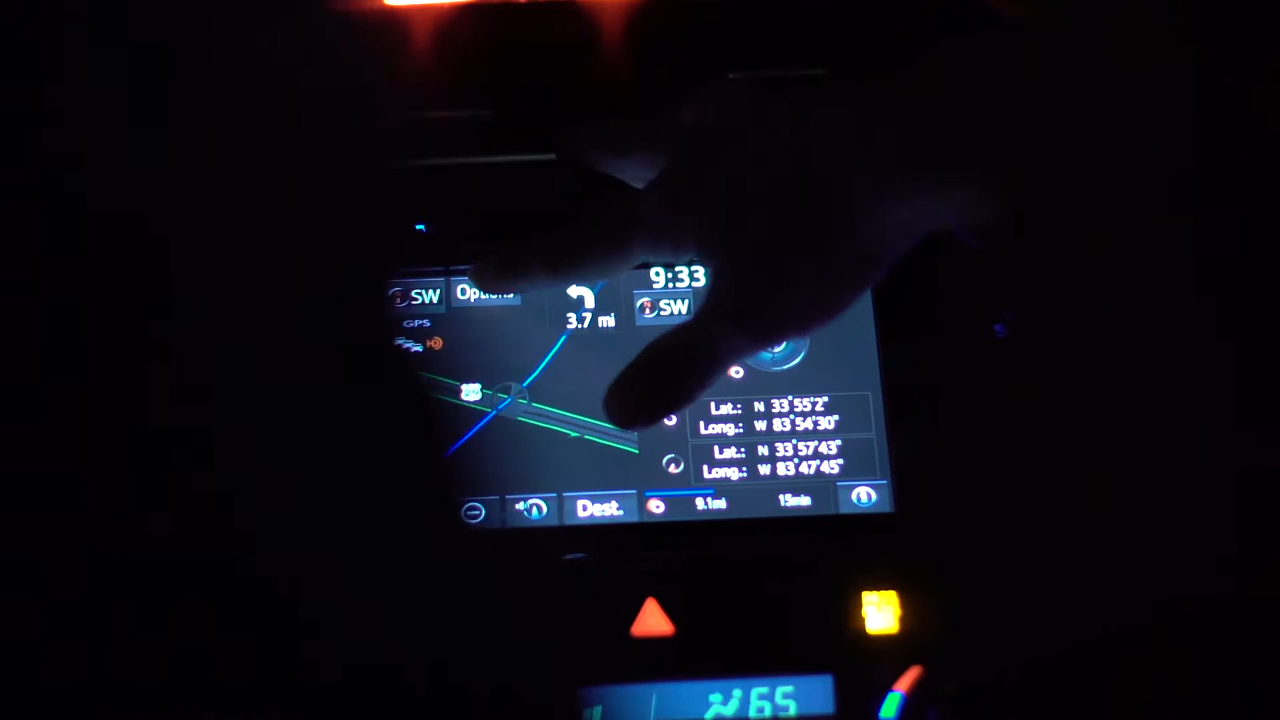 9:33
SW
Options
3.7 mi
SW
GPS
Lat.: N 33°55'2"
Long.: W 83°54'30"
Lat.: N 33°57'43"
Long.: W 83°47'45"
Dest.
9.1mi
15min
65